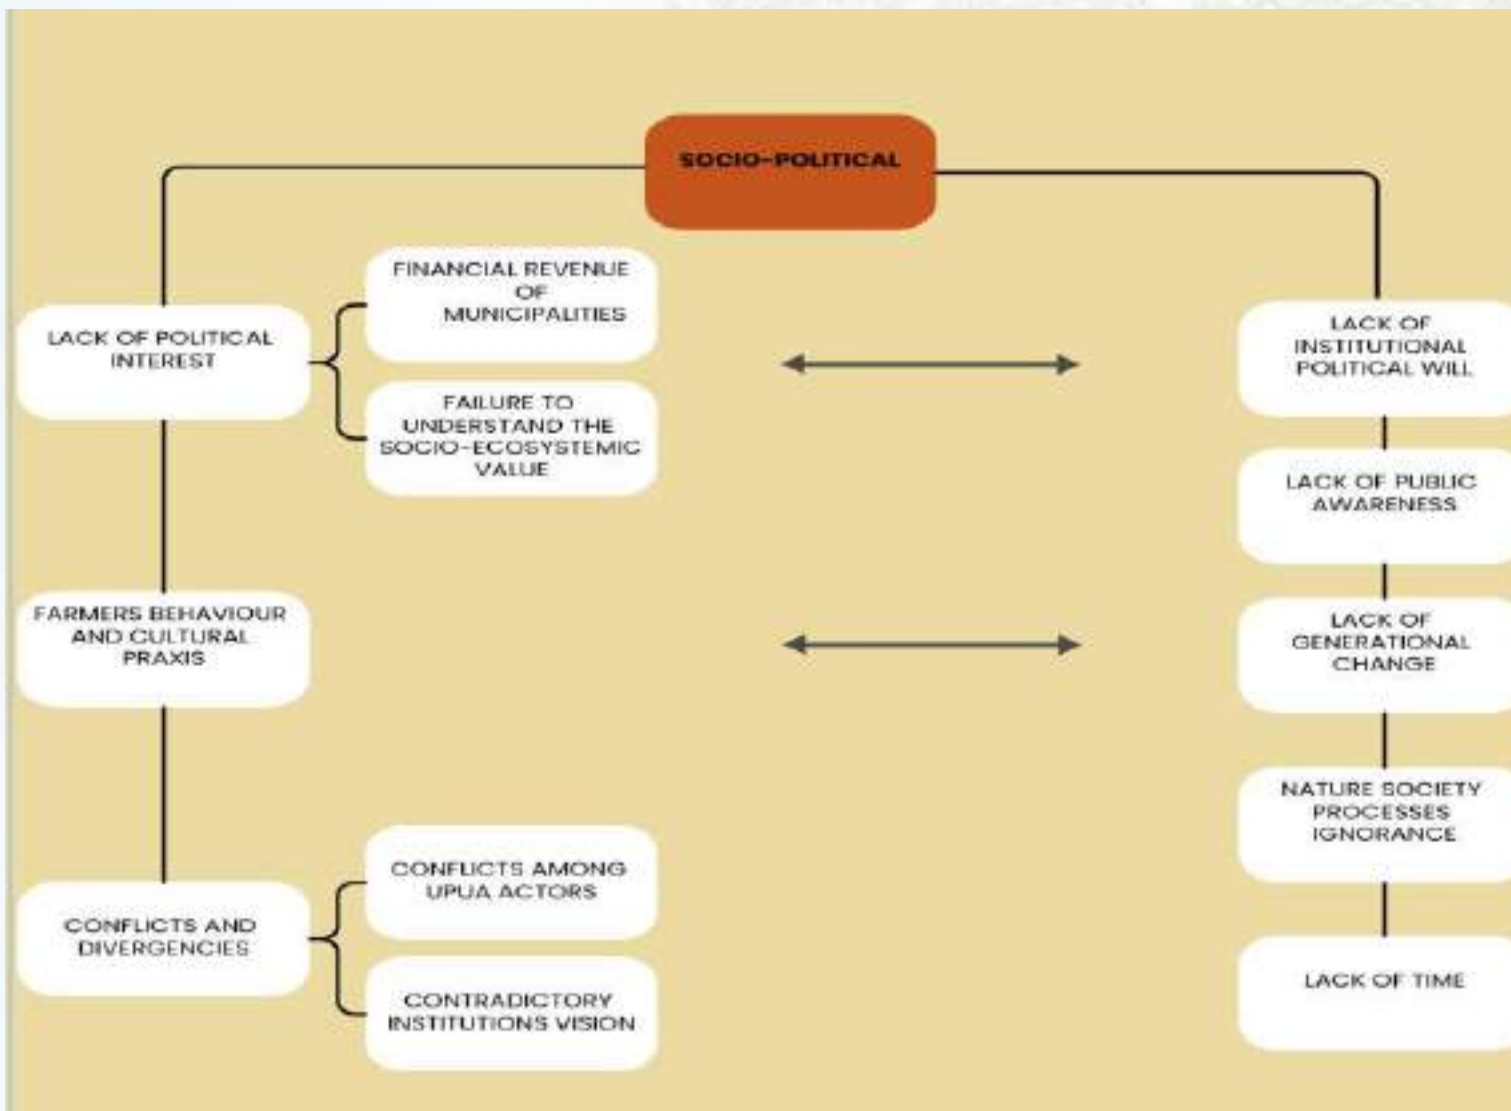 SOCIO-POLITICAL
LACK OF POLITICAL
INTEREST
FINANCIAL REVENUE
OF
MUNICIPALITIES
FAILURE TO
UNDERSTAND THE
SOCIO-ECOSYSTEMIC
VALUE
FARMERS BEHAVIOUR
AND CULTURAL
PRAXIS
CONFLICTS AND
DIVERGENCIES
CONFLICTS AMONG
UPUA ACTORS
CONTRADICTORY
INSTITUTIONS VISION
LACK OF
INSTITUTIONAL
POLITICAL WILL
LACK OF PUBLIC
AWARENESS
LACK OF
GENERATIONAL
CHANGE
NATURE SOCIETY
PROCESSES
IGNORANCE
LACK OF TIME